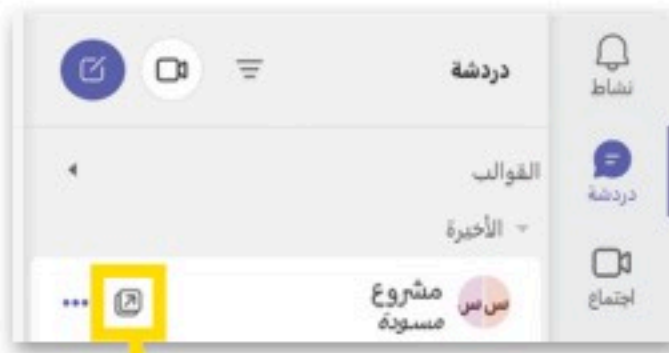 نشاط
دردشة
اجتماع
دردشة
القوالب
الأخيرة
س س
مشروع
مسودة